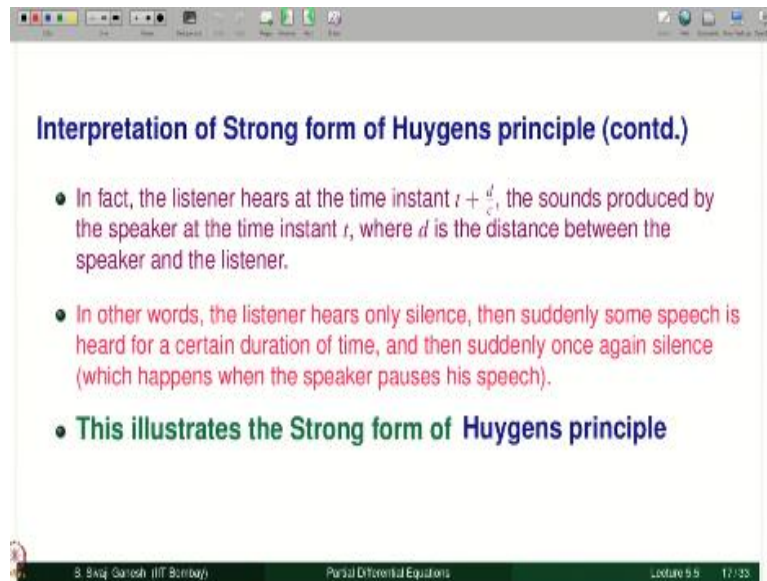 Interpretation of Strong form of Huygens principle (contd.)
In fact, the listener hears at the time instant t + d/c, the sounds produced by
the speaker at the time instant t, where d is the distance between the
speaker and the listener.
In other words, the listener hears only silence, then suddenly some speech is
heard for a certain duration of time, and then suddenly once again silence
(which happens when the speaker pauses his speech).
This illustrates the Strong form of Huygens principle
S. Sivaji Ganesh (IIT Bombay) Partial Differential Equations Lecture 5.5 17/33